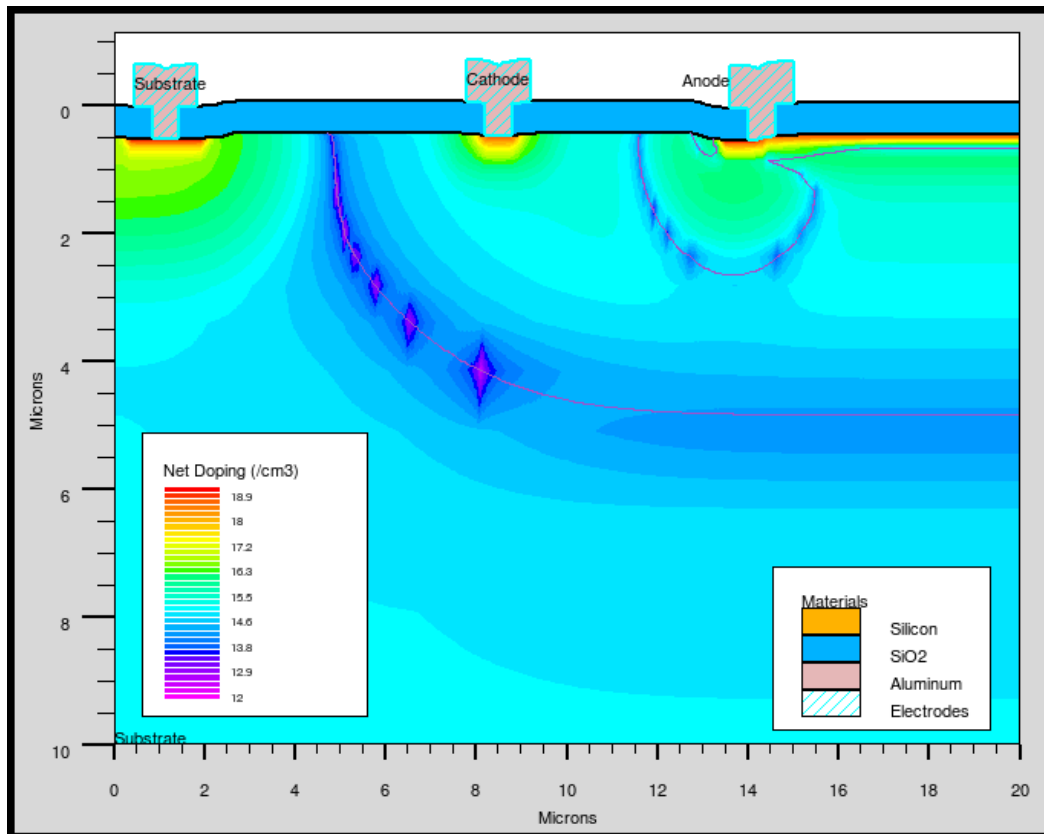 Substrate
Cathode
Anode
0
2
4
6
8
10
Microns
Net Doping (/cm3)
18.9
18
17.2
16.3
15.5
14.6
13.8
12.9
12
Materials
Silicon
SiO2
Aluminum
Electrodes
Substrate
0
2
4
6
8
10
12
14
16
18
20
Microns